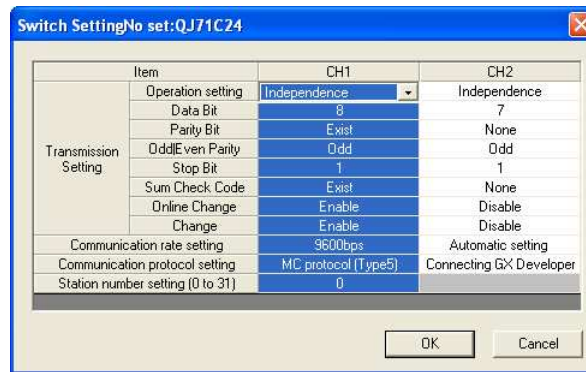 Switch SettingNo set:QJ71C24
Item CH1 CH2
Operation setting Independence Independence
Data Bit 8 7
Parity Bit Exist None
Transmission Setting Odd|Even Parity Odd Odd
Stop Bit 1 1
Sum Check Code Exist None
Online Change Enable Disable
Change Enable Disable
Communication rate setting 9600bps Automatic setting
Communication protocol setting MC protocol (Type5) Connecting GX Developer
Station number setting (0 to 31) 0
OK Cancel